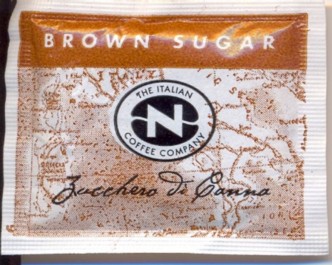 BROWN SUGAR
THE ITALIAN
N
COFFEE COMPANY
Zucchero di Canna